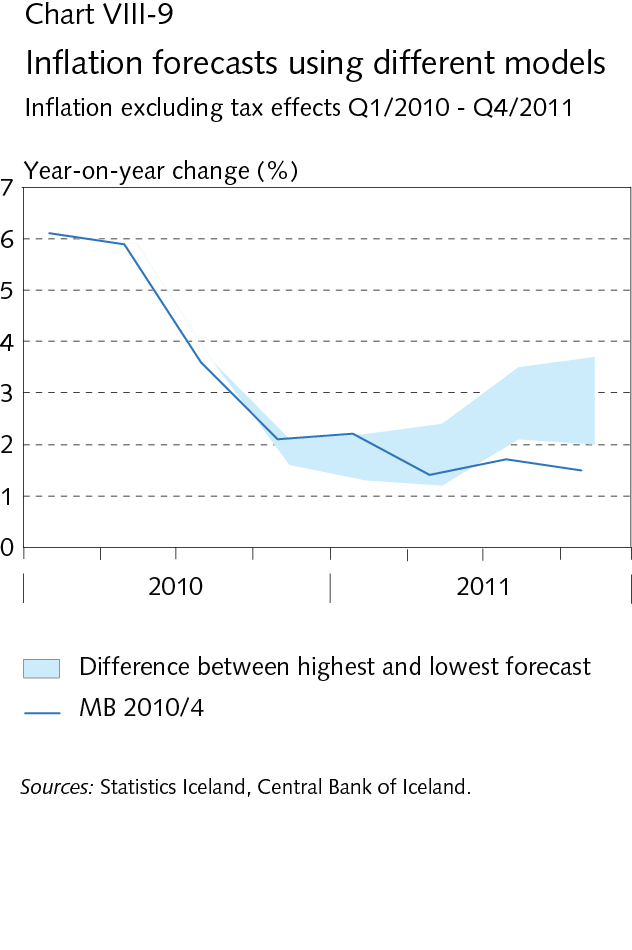 Chart VIII-9
Inflation forecasts using different models
Inflation excluding tax effects Q1/2010 - Q4/2011
Year-on-year change (%)
7
6
5
4
3
2
1
0
2010 2011
Difference between highest and lowest forecast
MB 2010/4
Sources: Statistics Iceland, Central Bank of Iceland.